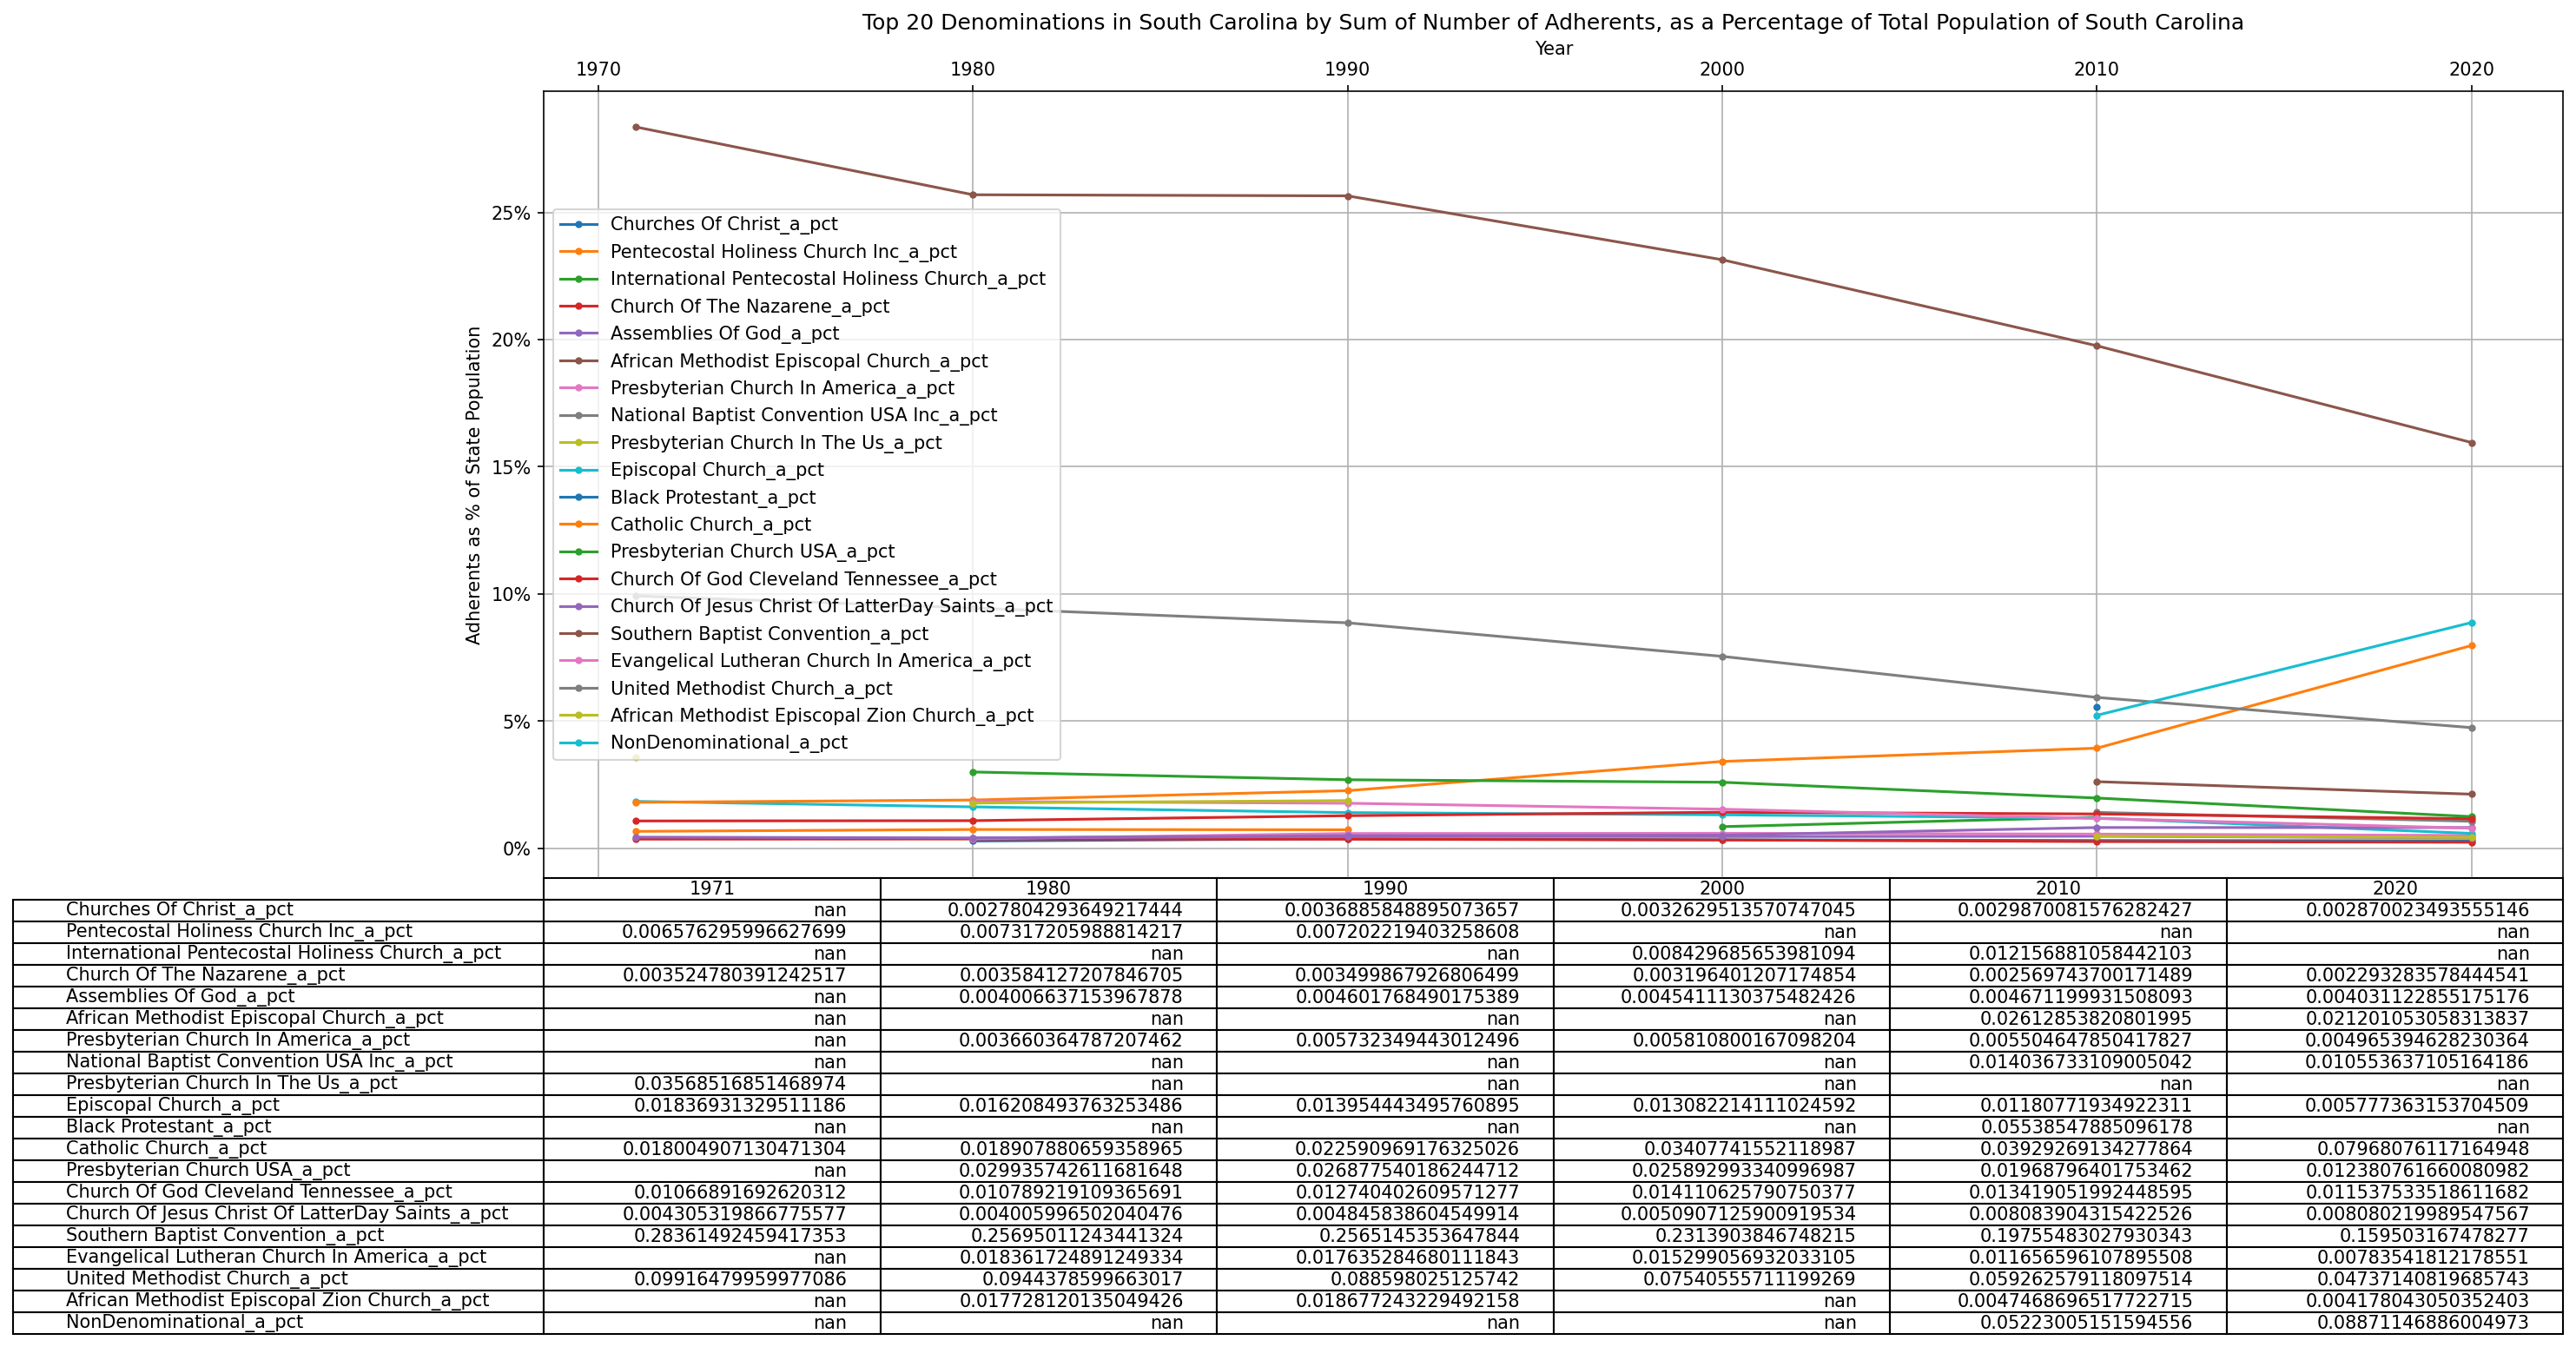 Top 20 Denominations in South Carolina by Sum of Number of Adherents, as a Percentage of Total Population of South Carolina
Year
1970 1980 1990 2000 2010 2020
Adherents as % of State Population
25%
20%
15%
10%
5%
0%
Churches Of Christ_a_pct
Pentecostal Holiness Church Inc_a_pct
International Pentecostal Holiness Church_a_pct
Church Of The Nazarene_a_pct
Assemblies Of God_a_pct
African Methodist Episcopal Church_a_pct
Presbyterian Church In America_a_pct
National Baptist Convention USA Inc_a_pct
Presbyterian Church In The Us_a_pct
Episcopal Church_a_pct
Black Protestant_a_pct
Catholic Church_a_pct
Presbyterian Church USA_a_pct
Church Of God Cleveland Tennessee_a_pct
Church Of Jesus Christ Of LatterDay Saints_a_pct
Southern Baptist Convention_a_pct
Evangelical Lutheran Church In America_a_pct
United Methodist Church_a_pct
African Methodist Episcopal Zion Church_a_pct
NonDenominational_a_pct
1971 1980 1990 2000 2010 2020
Churches Of Christ_a_pct nan 0.0027804293649217444 0.0036885848895073657 0.0032629513570747045 0.0029870081576282427 0.002870023493555146
Pentecostal Holiness Church Inc_a_pct 0.006576295996627699 0.007317205988814217 0.007202219403258608 nan nan nan
International Pentecostal Holiness Church_a_pct nan nan nan 0.008429685653981094 0.012156881058442103 nan
Church Of The Nazarene_a_pct 0.003524780391242517 0.003584127207846705 0.003499867926806499 0.003196401207174854 0.002569743700171489 0.002293283578444541
Assemblies Of God_a_pct nan 0.004006637153967878 0.004601768490175389 0.0045411130375482426 0.004671199931508093 0.004031122855175176
African Methodist Episcopal Church_a_pct nan nan nan nan 0.02612853820801995 0.021201053058313837
Presbyterian Church In America_a_pct nan 0.003660364787207462 0.005732349443012496 0.005810800167098204 0.005504647850417827 0.004965394628230364
National Baptist Convention USA Inc_a_pct nan nan nan nan 0.014036733109005042 0.010553637105164186
Presbyterian Church In The Us_a_pct 0.03568516851468974 nan nan nan nan nan
Episcopal Church_a_pct 0.01836931329511186 0.016208493763253486 0.013954443495760895 0.013082214111024592 0.01180771934922311 0.005777363153704509
Black Protestant_a_pct nan nan nan nan 0.05538547885096178 nan
Catholic Church_a_pct 0.018004907130471304 0.018907880659358965 0.022590969176325026 0.03407741552118987 0.03929269134277864 0.07968076117164948
Presbyterian Church USA_a_pct nan 0.029935742611681648 0.026877540186244712 0.025892993340996987 0.01968796401753462 0.012380761660080982
Church Of God Cleveland Tennessee_a_pct 0.01066891692620312 0.010789219109365691 0.012740402609571277 0.014110625790750377 0.013419051992448595 0.011537533518611682
Church Of Jesus Christ Of LatterDay Saints_a_pct 0.004305319866775577 0.004005996502040476 0.004845838604549914 0.0050907125900919534 0.008083904315422526 0.008080219989547567
Southern Baptist Convention_a_pct 0.28361492459417353 0.25695011243441324 0.2565145353647844 0.2313903846748215 0.19755483027930343 0.159503167478277
Evangelical Lutheran Church In America_a_pct nan 0.018361724891249334 0.017635284680111843 0.015299056932033105 0.011656596107895508 0.00783541812178551
United Methodist Church_a_pct 0.09916479959977086 0.0944378599663017 0.088598025125742 0.07540555711199269 0.059262579118097514 0.04737140819685743
African Methodist Episcopal Zion Church_a_pct nan 0.017728120135049426 0.018677243229492158 nan 0.0047468696517722715 0.004178043050352403
NonDenominational_a_pct nan nan nan nan 0.05223005151594556 0.08871146886004973